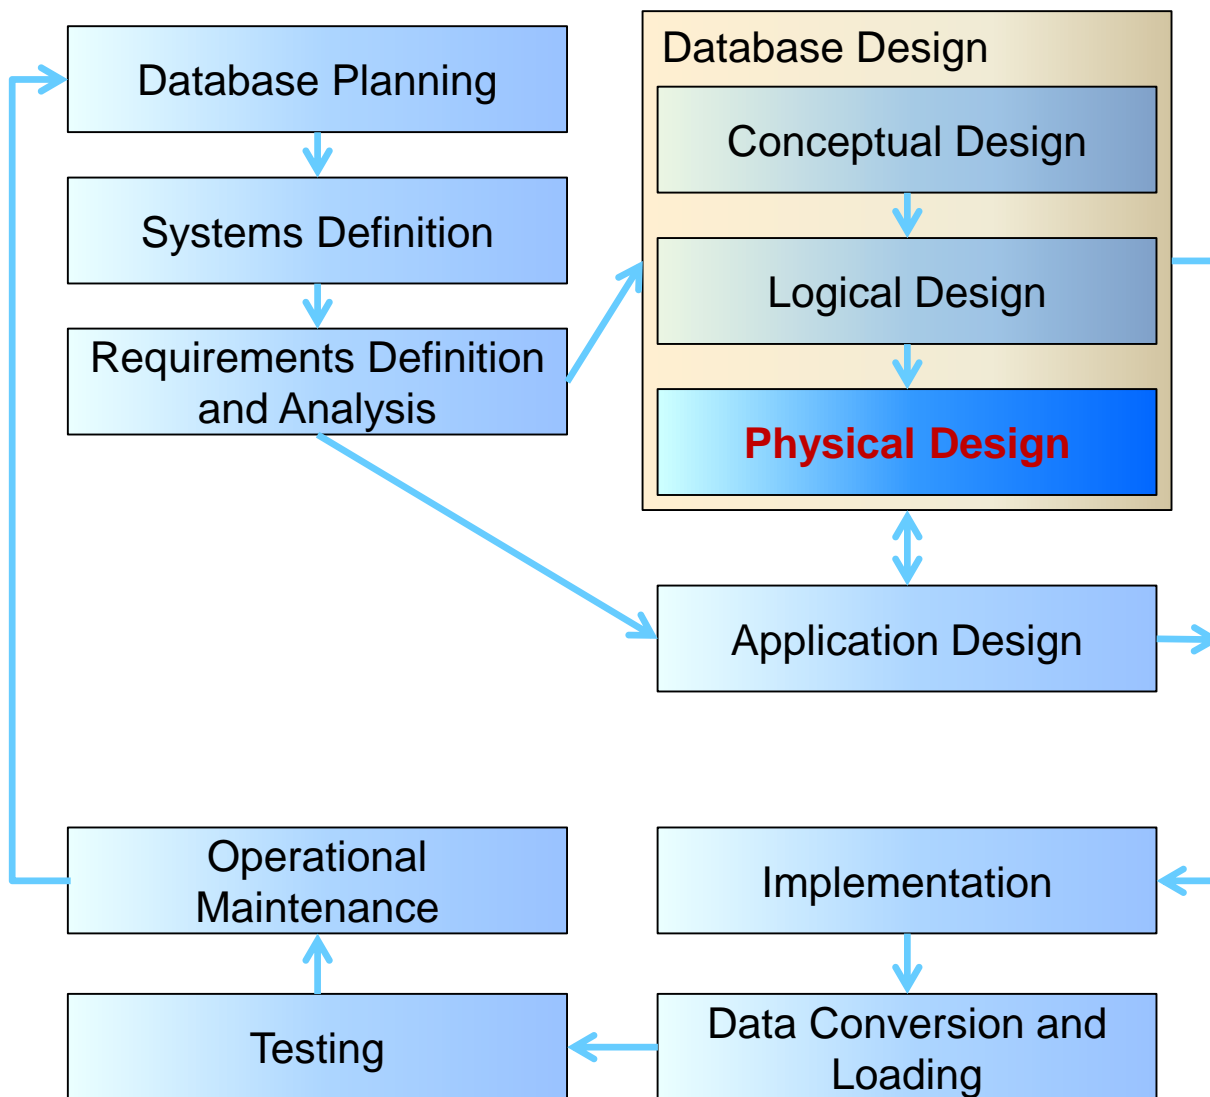 Database Planning
Systems Definition
Requirements Definition
and Analysis
Database Design
Conceptual Design
Logical Design
Physical Design
Application Design
Operational
Maintenance
Implementation
Testing
Data Conversion and
Loading